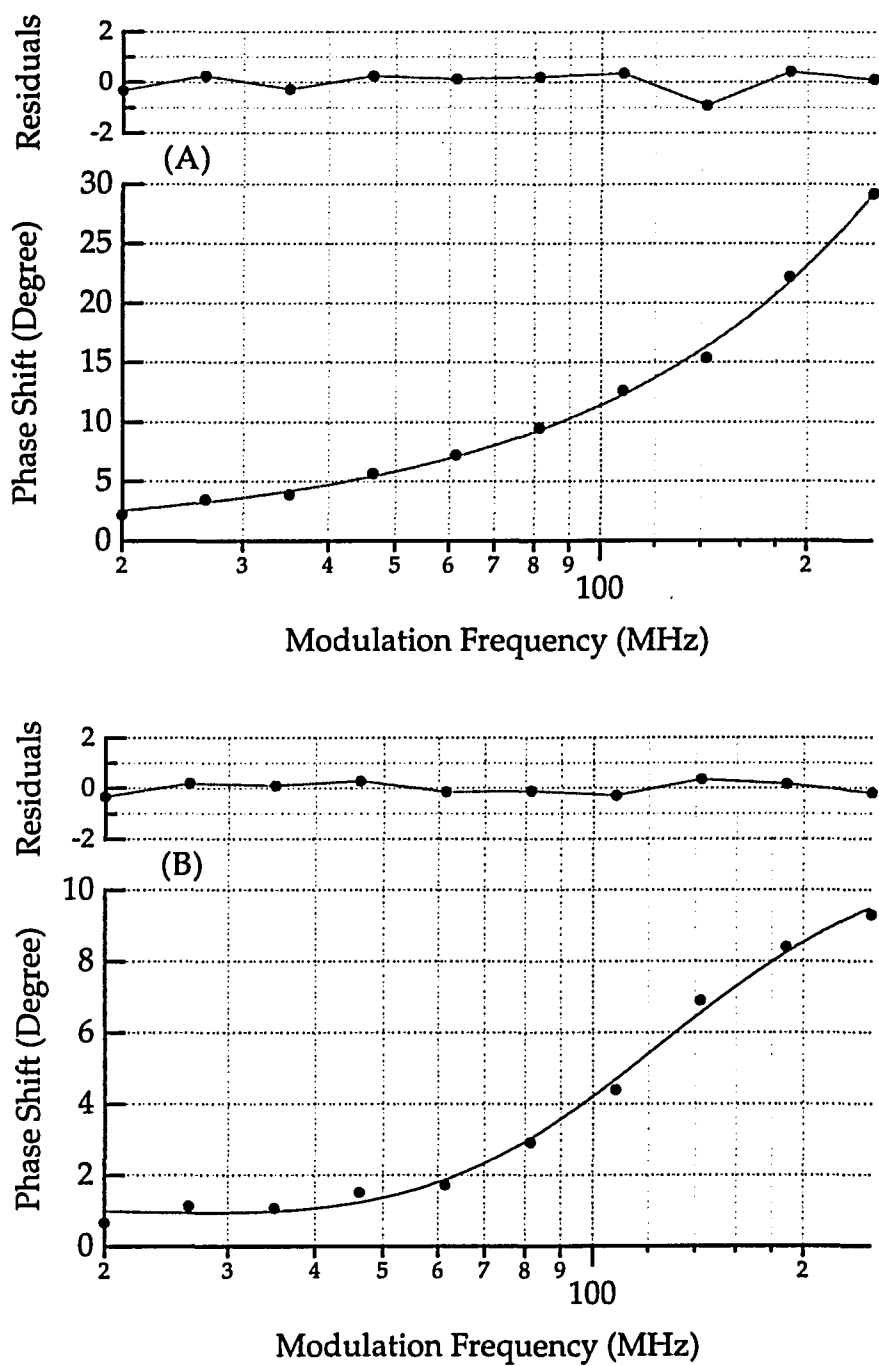 2
Residuals
0
-2
(A)
30
25
20
15
10
5
0
Phase Shift (Degree)
2 3 4 5 6 7 8 9 100 2
Modulation Frequency (MHz)
2
Residuals
0
-2
(B)
10
8
6
4
2
0
Phase Shift (Degree)
2 3 4 5 6 7 8 9 100 2
Modulation Frequency (MHz)